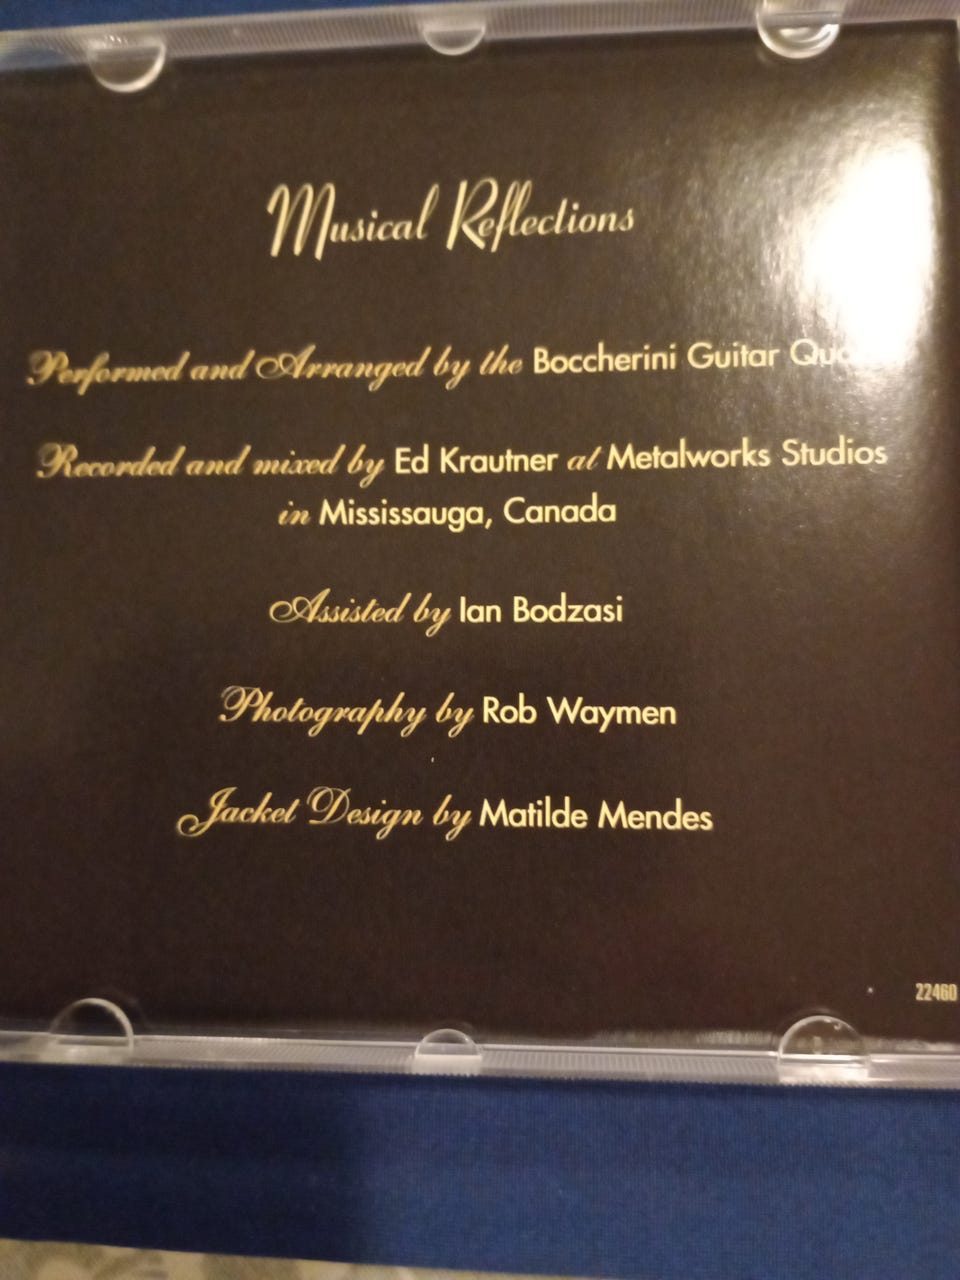 Musical Reflections
Performed and Arranged by the Boccherini Guitar
Recorded and mixed by Ed Krautner at Metalworks Studios
in Mississauga, Canada
Assisted by Ian Bodzasi
Photography by Rob Waymen
Jacket Design by Matilde Mendes
22460